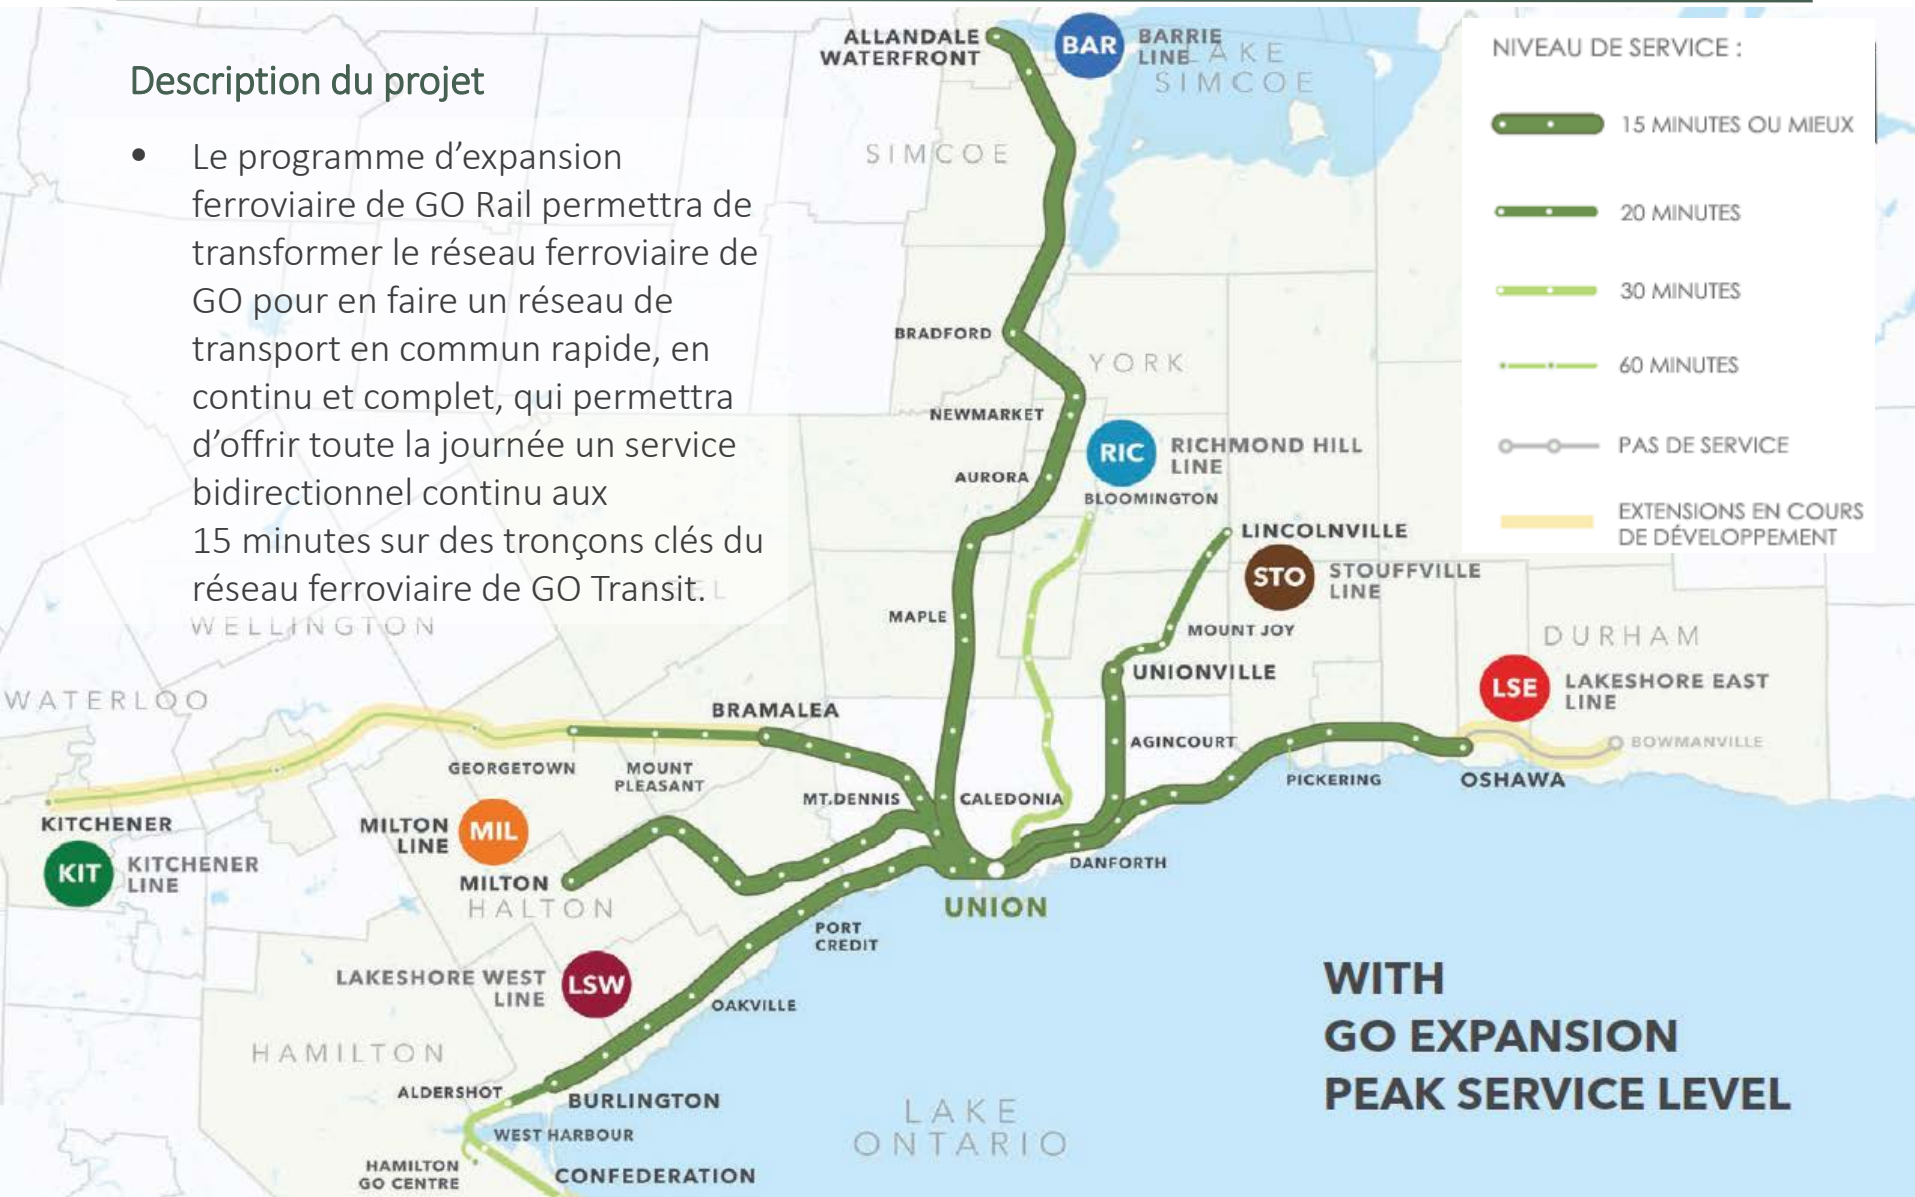 Description du projet
• Le programme d'expansion
ferroviaire de GO Rail permettra de
transformer le réseau ferroviaire de
GO pour en faire un réseau de
transport en commun rapide, en
continu et complet, qui permettra
d'offrir toute la journée un service
bidirectionnel continu aux
15 minutes sur des tronçons clés du
réseau ferroviaire de GO Transit.
ALLANDALE
WATERFRONT
BAR
BARRIE
LINE
LAKE
SIMCOE
NIVEAU DE SERVICE :
15 MINUTES OU MIEUX
20 MINUTES
30 MINUTES
60 MINUTES
PAS DE SERVICE
EXTENSIONS EN COURS
DE DÉVELOPPEMENT
SIMCOE
BRADFORD
YORK
NEWMARKET
AURORA
RIC
RICHMOND HILL
LINE
BLOOMINGTON
LINCOLNVILLE
STO
STOUFFVILLE
LINE
MAPLE
MOUNT JOY
UNIONVILLE
DURHAM
LSE
LAKESHORE EAST
LINE
WELLINGTON
WATERLOO
BRAMALEA
AGINCOURT
BOWMANVILLE
GEORGETOWN
MOUNT
PLEASANT
PICKERING
OSHAWA
MT.DENNIS
CALEDONIA
KITCHENER
KIT
KITCHENER
LINE
MILTON
LINE
MIL
MILTON
HALTON
DANFORTH
UNION
PORT
CREDIT
LAKESHORE WEST
LINE
LSW
OAKVILLE
HAMILTON
ALDERSHOT
BURLINGTON
WEST HARBOUR
HAMILTON
GO CENTRE
CONFEDERATION
LAKE
ONTARIO
WITH
GO EXPANSION
PEAK SERVICE LEVEL